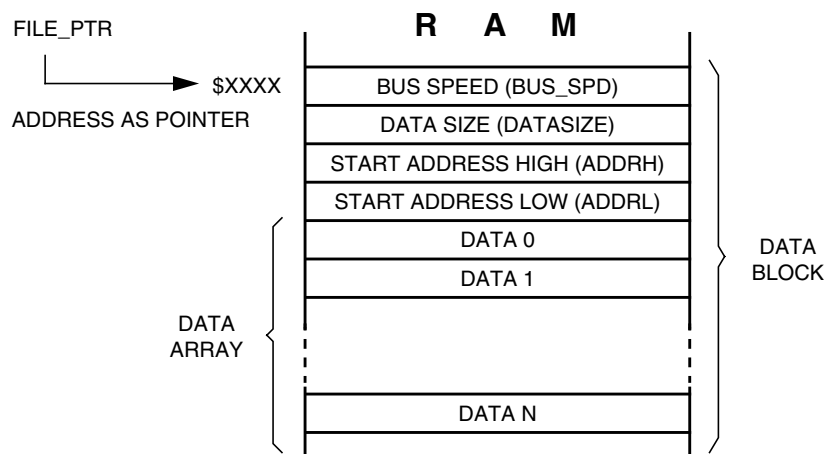 R A M
FILE_PTR
$XXXX
ADDRESS AS POINTER
BUS SPEED (BUS_SPD)
DATA SIZE (DATASIZE)
START ADDRESS HIGH (ADDRH)
START ADDRESS LOW (ADDRL)
DATA 0
DATA 1
DATA N
DATA
ARRAY
DATA
BLOCK